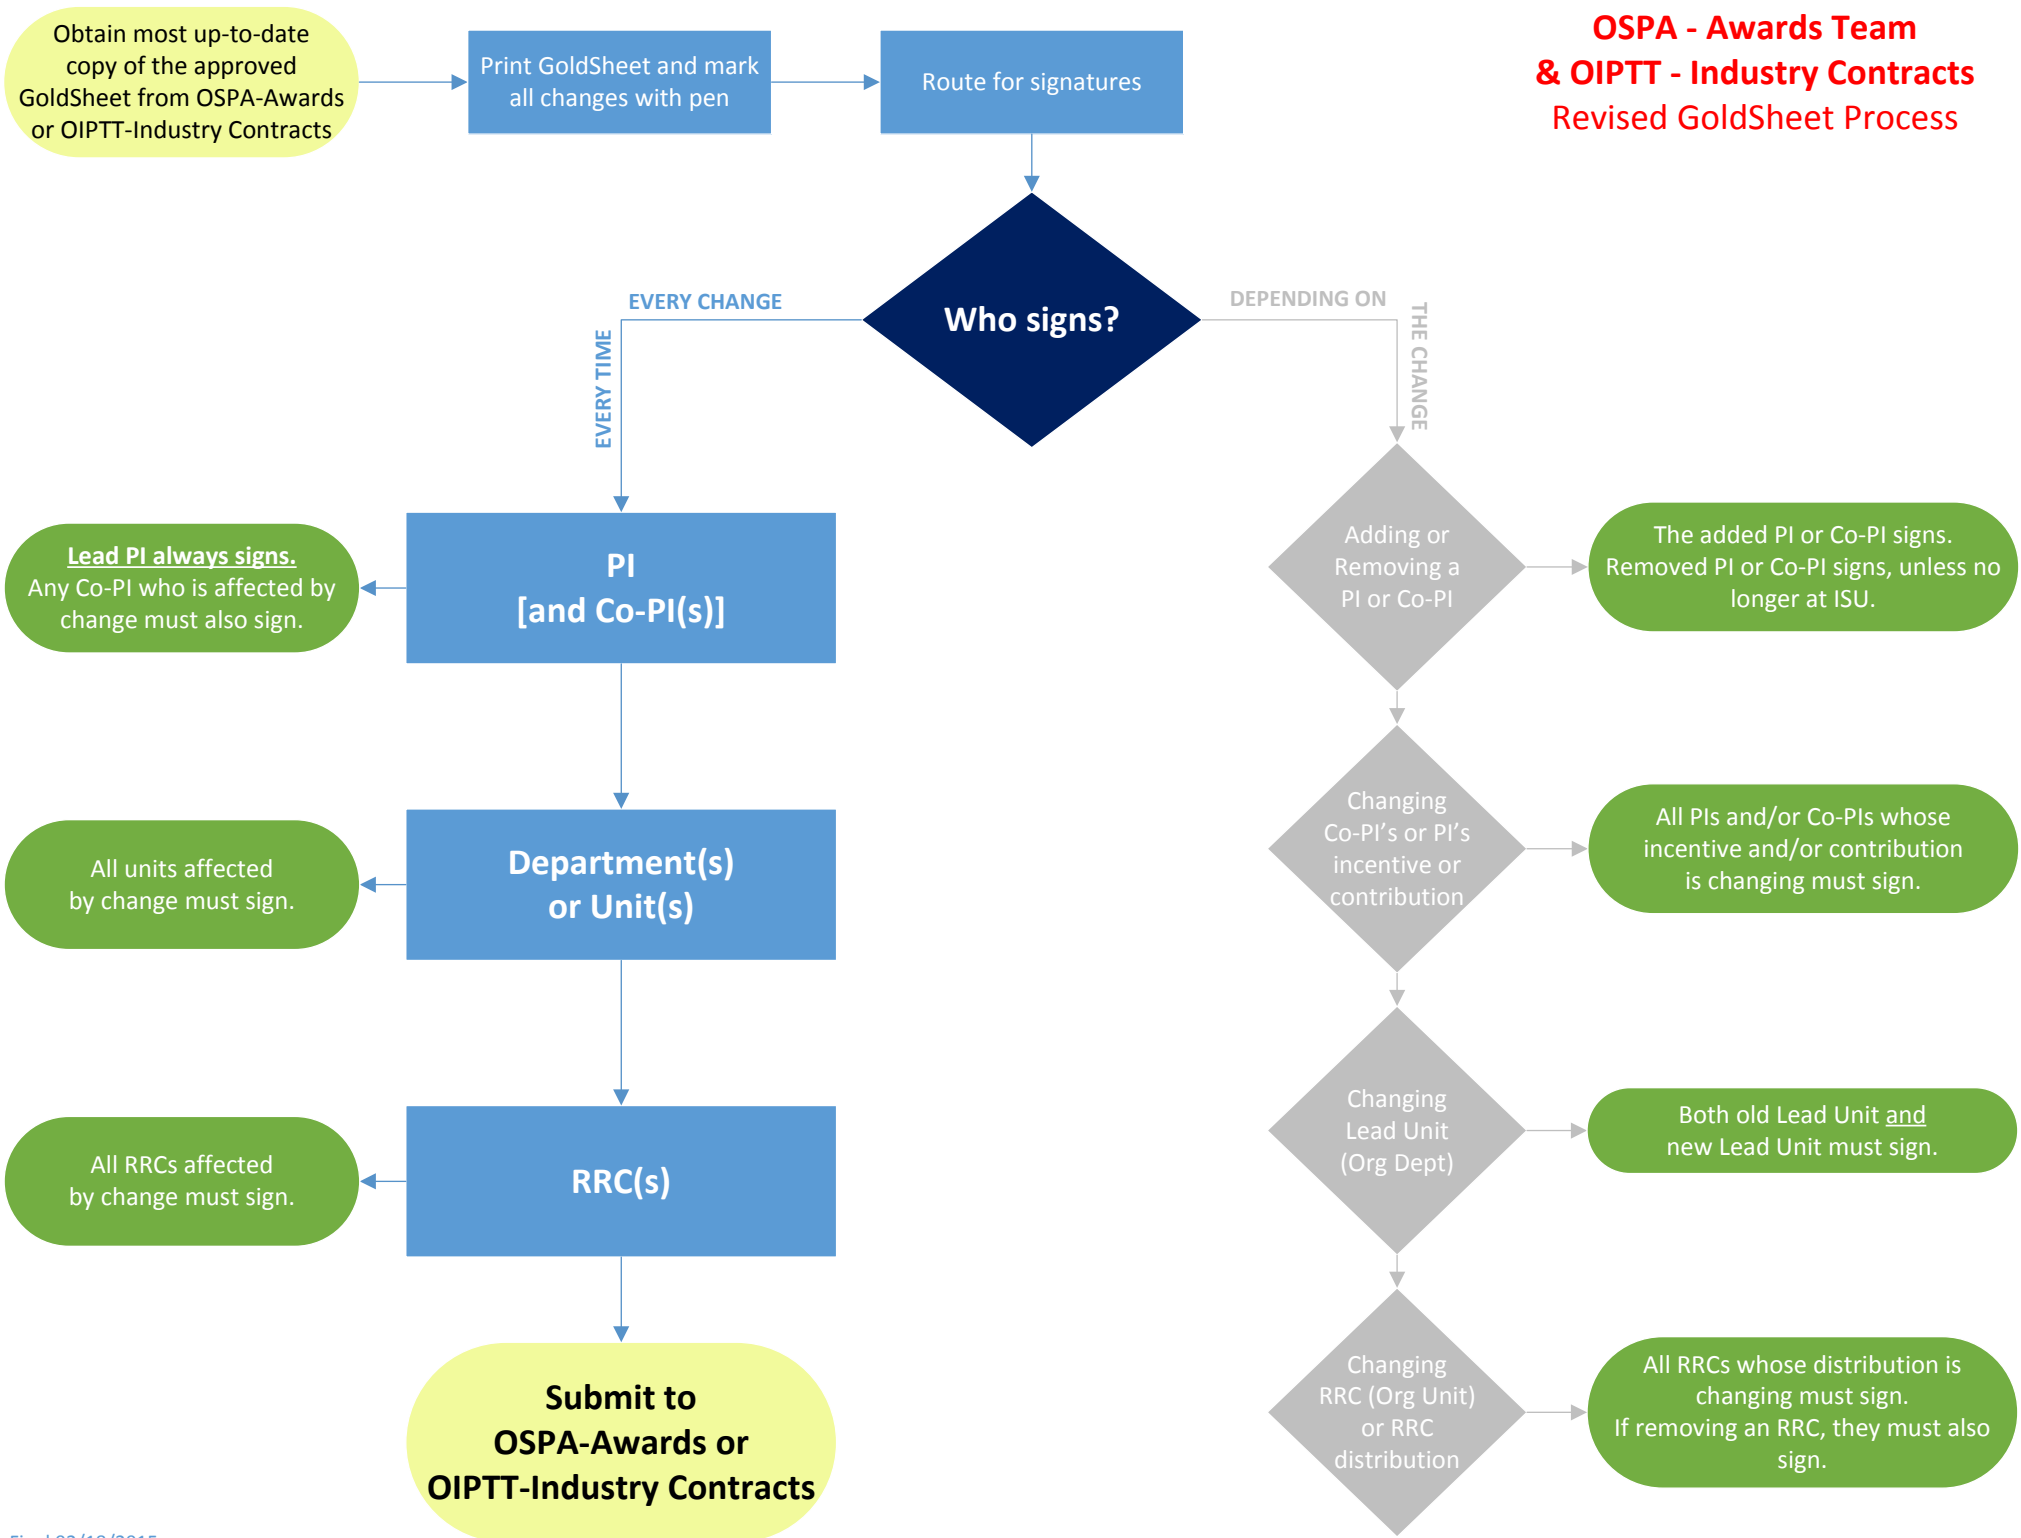 Obtain most up-to-date
copy of the approved
GoldSheet from OSPA-Awards
or OIPTT-Industry Contracts
Print GoldSheet and mark
all changes with pen
Route for signatures
OSPA - Awards Team
& OIPTT - Industry Contracts
Revised GoldSheet Process
Who signs?
EVERY CHANGE
EVERY TIME
DEPENDING ON
THE CHANGE
PI
[and Co-PI(s)]
Lead PI always signs.
Any Co-PI who is affected by
change must also sign.
Department(s)
or Unit(s)
All units affected
by change must sign.
RRC(s)
All RRCs affected
by change must sign.
Submit to
OSPA-Awards or
OIPTT-Industry Contracts
Adding or
Removing a
PI or Co-PI
The added PI or Co-PI signs.
Removed PI or Co-PI signs, unless no
longer at ISU.
Changing
Co-PI's or PI's
incentive or
contribution
All PIs and/or Co-PIs whose
incentive and/or contribution
is changing must sign.
Changing
Lead Unit
(Org Dept)
Both old Lead Unit and
new Lead Unit must sign.
Changing
RRC (Org Unit)
or RRC
distribution
All RRCs whose distribution is
changing must sign.
If removing an RRC, they must also
sign.